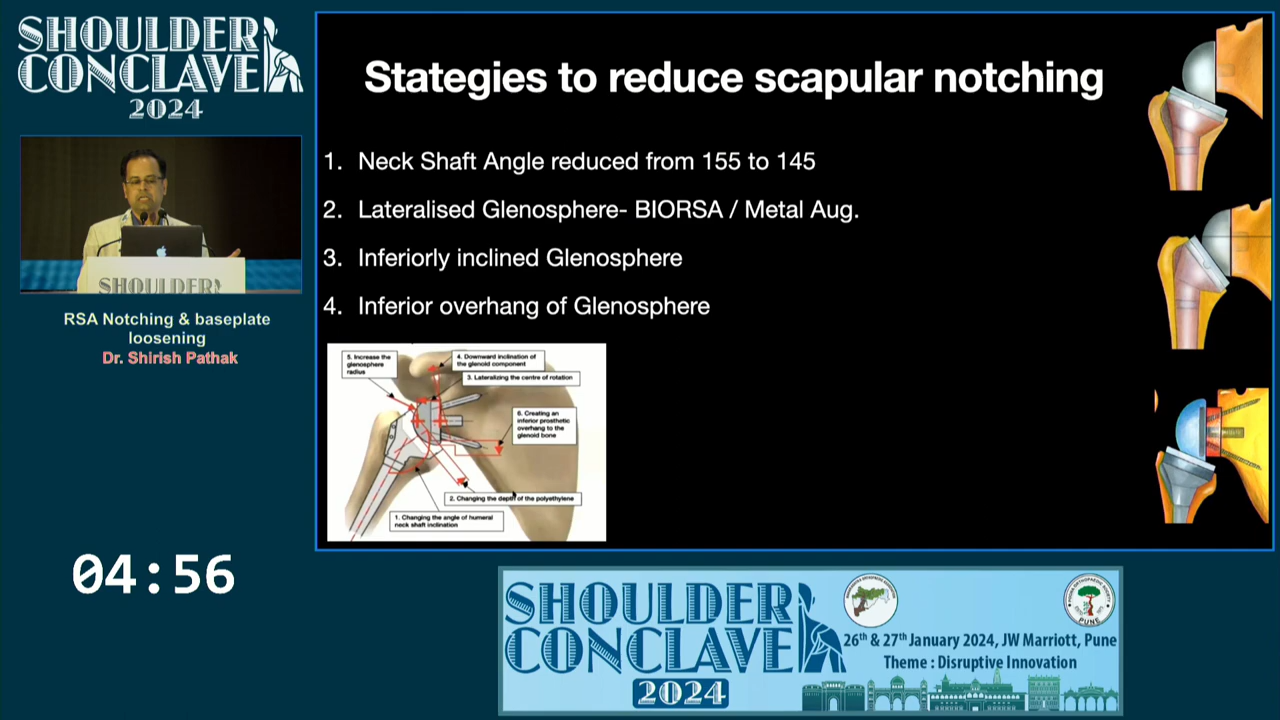 SHOULDER
CONCLAVE
2024
SHOULDER
RSA Notching & baseplate
loosening
Dr. Shirish Pathak
04:56
Stategies to reduce scapular notching
1. Neck Shaft Angle reduced from 155 to 145
2. Lateralised Glenosphere- BIORSA / Metal Aug.
3. Inferiorly inclined Glenosphere
4. Inferior overhang of Glenosphere
5. Increase the
glenosphere
radius
4. Downward inclination of
the glenoid component
3. Lateralizing the centre of rotation
6. Creating an
inferior prosthetic
overhang to the
glenoid bone
2. Changing the depth of the polyethylene
1. Changing the angle of humeral
neck shaft inclination
SHOULDER
CONCLAVE
2024
PUNE
26th & 27th January 2024, JW Marriott, Pune
Theme : Disruptive Innovation